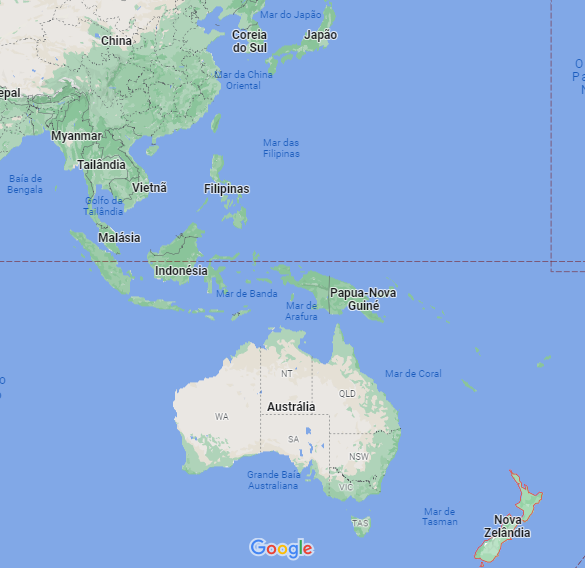 Mar do Japão
China
Coreia
do Sul
Japão
Mar da China
Oriental
epal
Myanmar
Mar das
Filipinas
Tailândia
Baía de
Bengala
Vietnã
Filipinas
Golfo da
Tailândia
Malásia
Indonésia
Mar de Banda
Papua-Nova
Guiné
Mar de
Arafura
NT
Mar de Coral
QLD
Austrália
WA
SA
NSW
Grande Baía
Australiana
VIC
Mar de
Tasman
TAS
Nova
Zelândia
Google